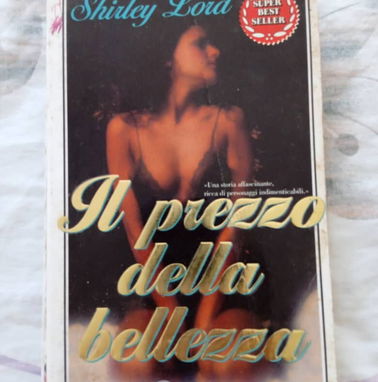 Shirley Lord
SUPER
BEST
SELLER
«Una storia affascinante,
ricca di personaggi indimenticabili.»
Il prezzo
della
bellezza